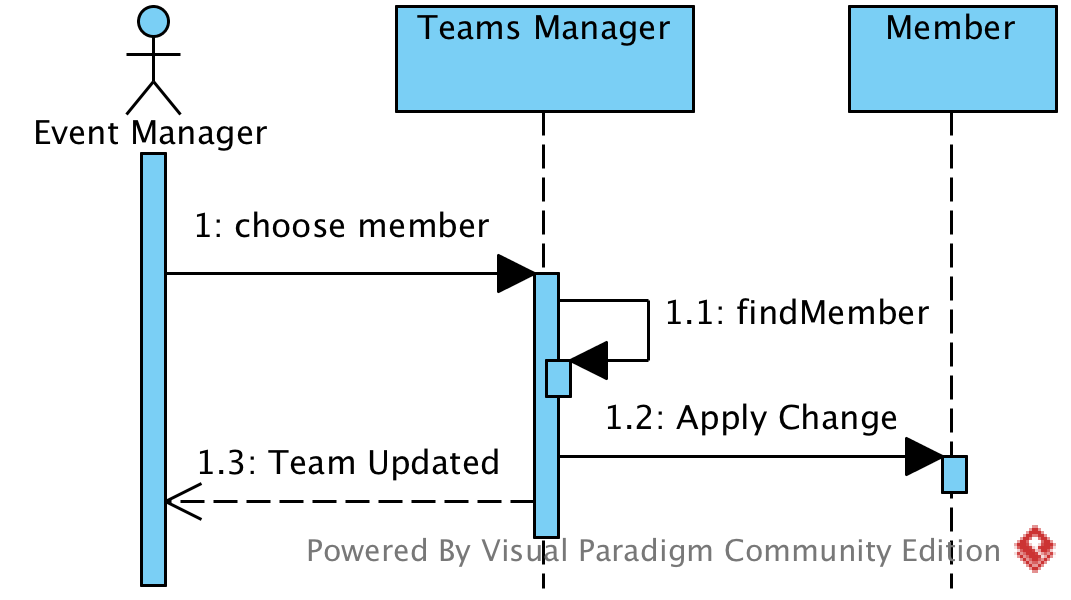 Teams Manager
Member
Event Manager
1: choose member
1.1: findMember
1.2: Apply Change
1.3: Team Updated
Powered By Visual Paradigm Community Edition